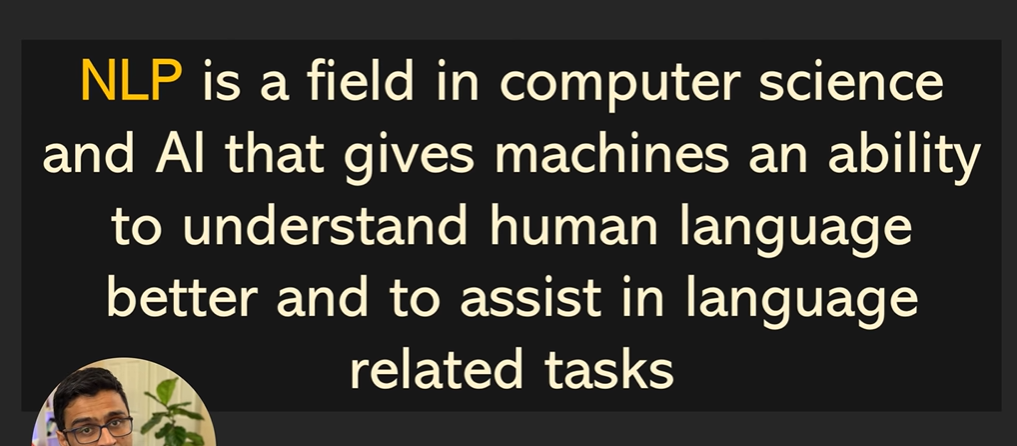 NLP is a field in computer science
and AI that gives machines an ability
to understand human language
better and to assist in language
related tasks